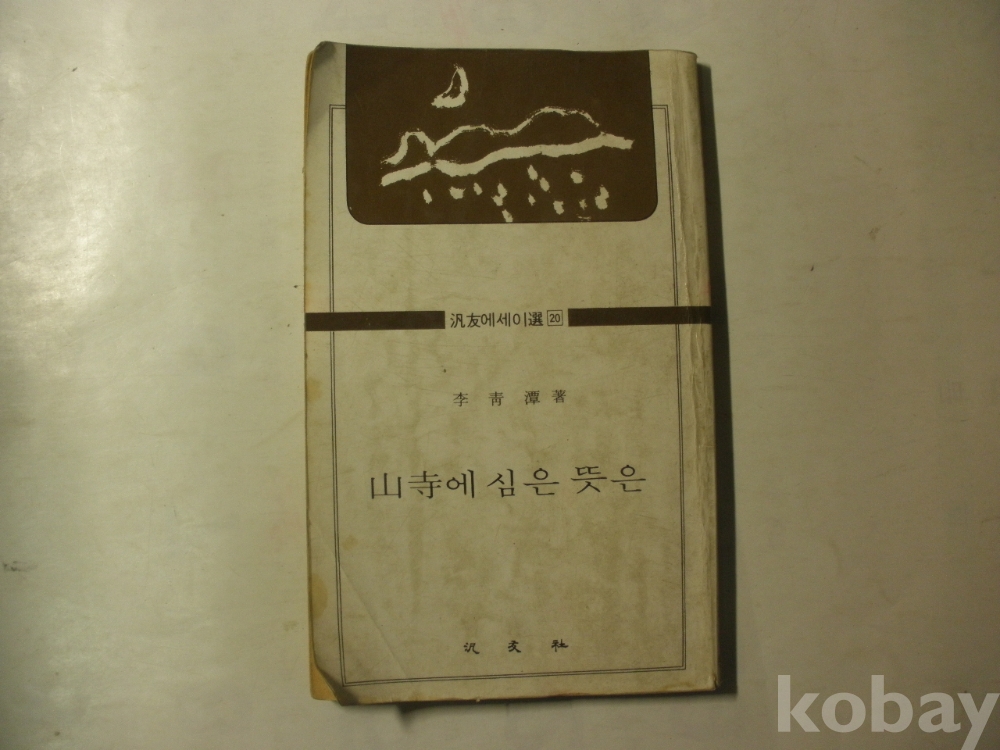 汎友에세이選 20
李靑潭著
山寺에 심은 뜻은
汎友社
kobay